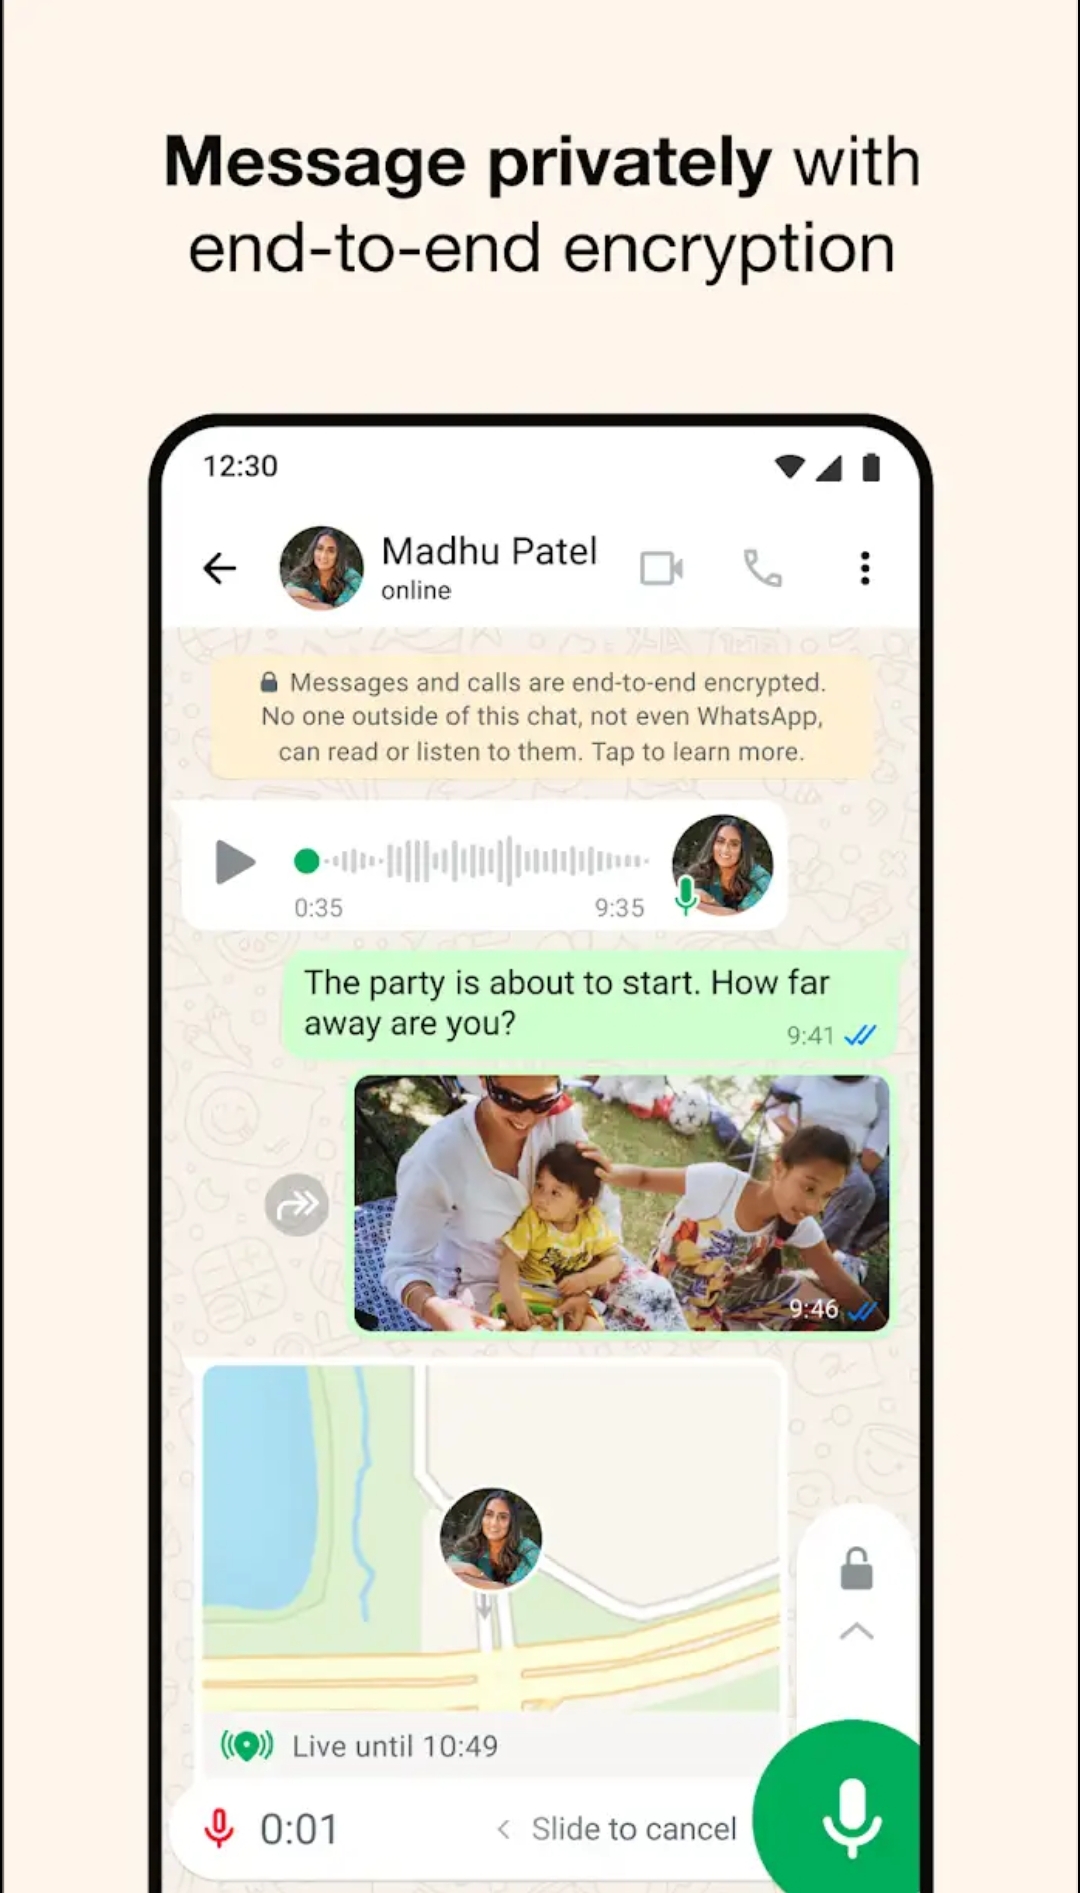 Message privately with
end-to-end encryption
12:30
Madhu Patel
online
Messages and calls are end-to-end encrypted.
No one outside of this chat, not even WhatsApp,
can read or listen to them. Tap to learn more.
0:35
9:35
The party is about to start. How far
away are you?
9:41
9:46
Live until 10:49
0:01
< Slide to cancel